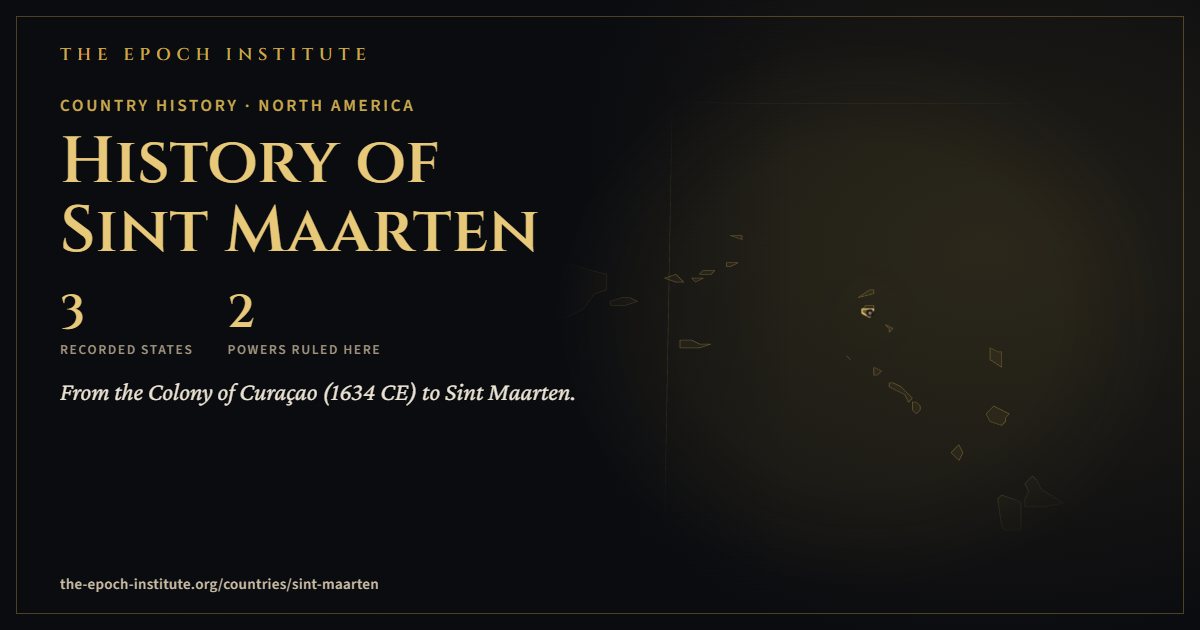 THE EPOCH INSTITUTE
COUNTRY HISTORY · NORTH AMERICA
History of
Sint Maarten
3 2
RECORDED STATES POWERS RULED HERE
From the Colony of Curaçao (1634 CE) to Sint Maarten.
the-epoch-institute.org/countries/sint-maarten